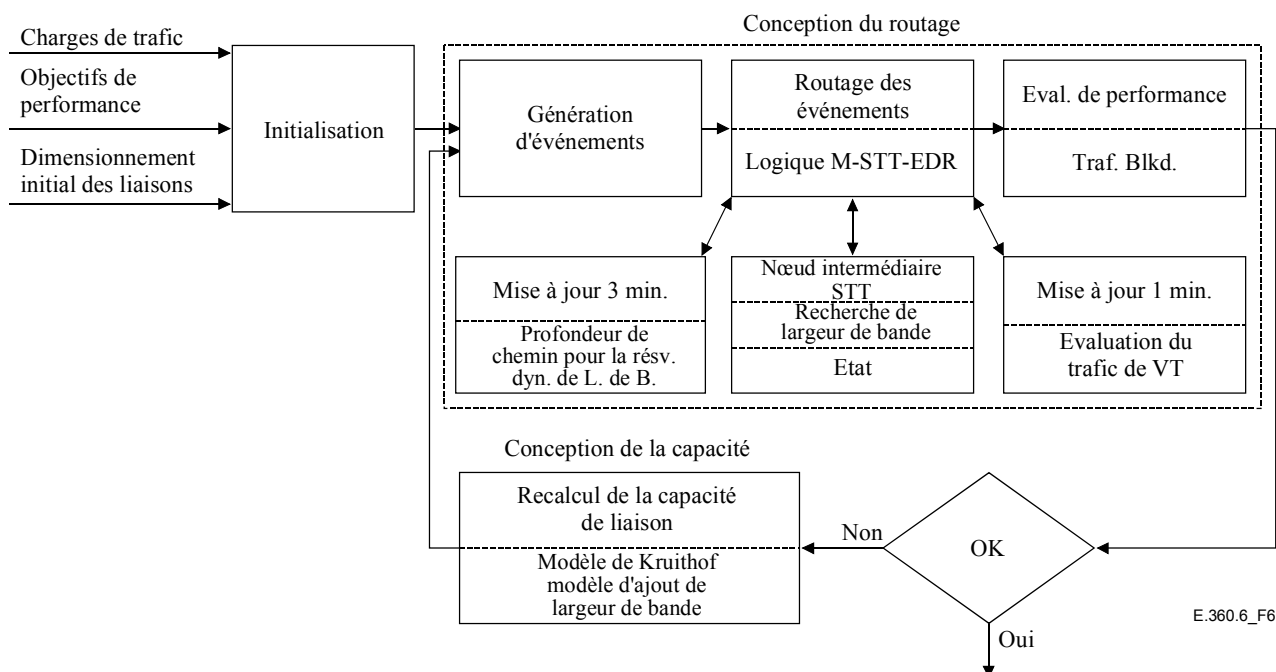 Conception du routage
Charges de trafic
Objectifs de
performance
Dimensionnement
initial des liaisons
Initialisation
Génération
d'événements
Routage des
événements
Logique M-STT-EDR
Eval. de performance
Traf. Blkd.
Mise à jour 3 min.
Profondeur de
chemin pour la résv.
dyn. de L. de B.
Nœud intermédiaire
STT
Recherche de
largeur de bande
Etat
Mise à jour 1 min.
Evaluation du
trafic de VT
Conception de la capacité
Recalcul de la capacité
de liaison
Modèle de Kruithof
modèle d'ajout de
largeur de bande
Non
OK
Oui
E.360.6_F6